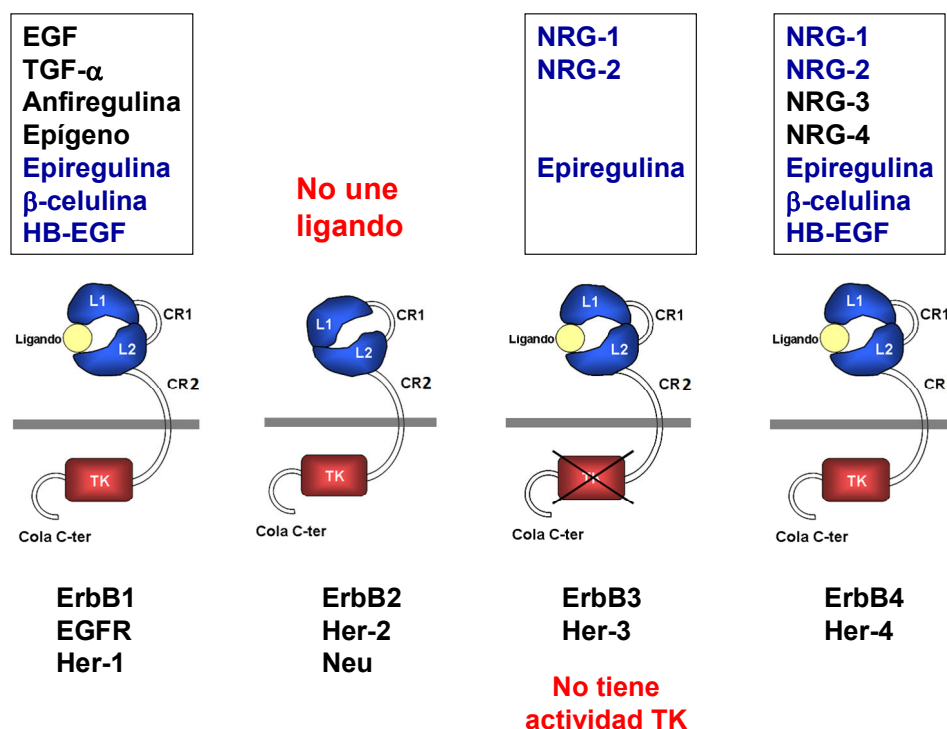 EGF
TGF-α
Anfiregulina
Epígeno
Epiregulina
β-celulina
HB-EGF
No une
ligando
NRG-1
NRG-2
Epiregulina
NRG-1
NRG-2
NRG-3
NRG-4
Epiregulina
β-celulina
HB-EGF
L1
CR1
Ligando
L2
CR2
TK
Cola C-ter
L1
CR1
L2
CR2
TK
Cola C-ter
L1
CR1
Ligando
L2
CR2
TK
Cola C-ter
L1
CR1
Ligando
L2
CR
TK
Cola C-ter
ErbB1
EGFR
Her-1
ErbB2
Her-2
Neu
ErbB3
Her-3
No tiene
actividad TK
ErbB4
Her-4